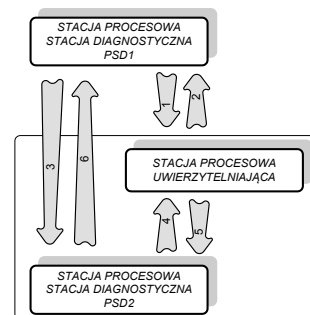 STACJA PROCESOWA
STACJA DIAGNOSTYCZNA
PSD1
1
2
3
6
STACJA PROCESOWA
UWIERZYTELNIAJĄCA
4
5
STACJA PROCESOWA
STACJA DIAGNOSTYCZNA
PSD2